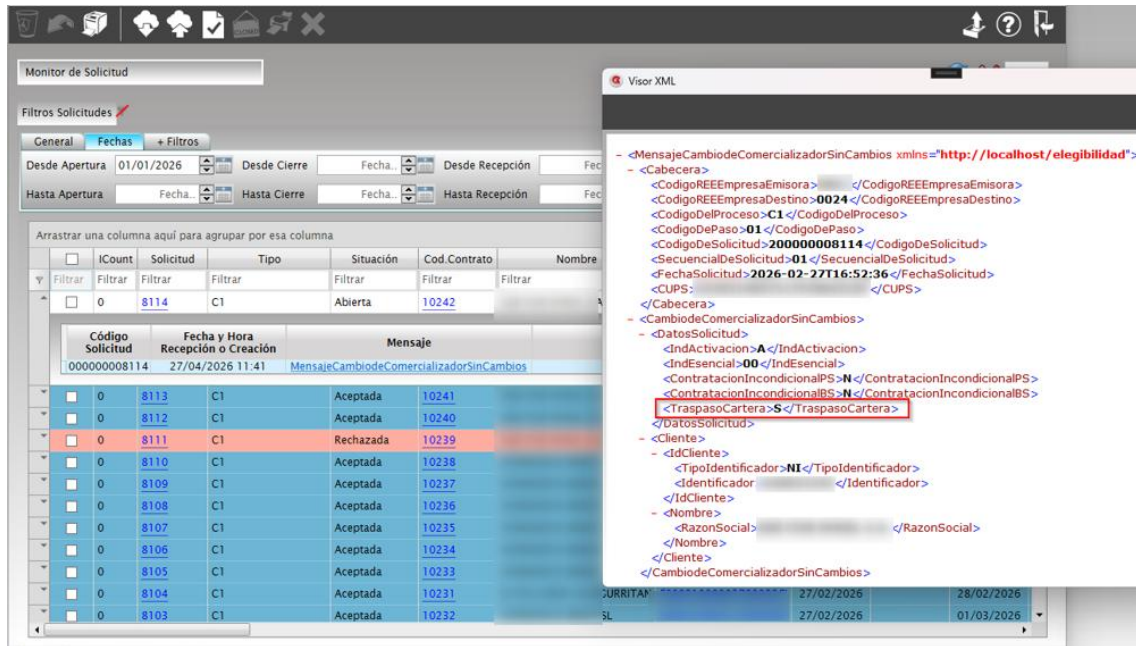 CLOSED
Monitor de Solicitud
Filtros Solicitudes
General Fechas + Filtros
Desde Apertura 01/01/2026 Desde Cierre Fecha.. Desde Recepción Fec
Hasta Apertura Fecha.. Hasta Cierre Fecha.. Hasta Recepción Fec
Arrastrar una columna aquí para agrupar por esa columna
ICount Solicitud Tipo Situación Cod.Contrato Nombre
Filtrar Filtrar Filtrar Filtrar Filtrar Filtrar Filtrar
0 8114 C1 Abierta 10242
Código Solicitud Fecha y Hora Recepción o Creación Mensaje
000000008114 27/04/2026 11:41 MensajeCambiodeComercializadorSinCambios
0 8113 C1 Aceptada 10241
0 8112 C1 Aceptada 10240
0 8111 C1 Rechazada 10239
0 8110 C1 Aceptada 10238
0 8109 C1 Aceptada 10237
0 8108 C1 Aceptada 10236
0 8107 C1 Aceptada 10235
0 8106 C1 Aceptada 10234
0 8105 C1 Aceptada 10233
0 8104 C1 Aceptada 10231 27/02/2026 28/02/2026
0 8103 C1 Aceptada 10232 SL 27/02/2026 01/03/2026
Visor XML
- <MensajeCambiodeComercializadorSinCambios xmlns="http://localhost/elegibilidad">
- <Cabecera>
<CodigoREEEmpresaEmisora> </CodigoREEEmpresaEmisora>
<CodigoREEEmpresaDestino>0024</CodigoREEEmpresaDestino>
<CodigoDelProceso>C1</CodigoDelProceso>
<CodigoDePaso>01</CodigoDePaso>
<CodigoDeSolicitud>200000008114</CodigoDeSolicitud>
<SecuencialDeSolicitud>01</SecuencialDeSolicitud>
<FechaSolicitud>2026-02-27T16:52:36</FechaSolicitud>
<CUPS> </CUPS>
</Cabecera>
- <CambiodeComercializadorSinCambios>
- <DatosSolicitud>
<IndActivacion>A</IndActivacion>
<IndEsencial>00</IndEsencial>
<ContratacionIncondicionalPS>N</ContratacionIncondicionalPS>
<ContratacionIncondicionalBS>N</ContratacionIncondicionalBS>
<TraspasoCartera>S</TraspasoCartera>
</DatosSolicitud>
- <Cliente>
- <IdCliente>
<TipoIdentificador>NI</TipoIdentificador>
<Identificador </Identificador>
</IdCliente>
- <Nombre>
<RazonSocial> </RazonSocial>
</Nombre>
</Cliente>
</CambiodeComercializadorSinCambios>